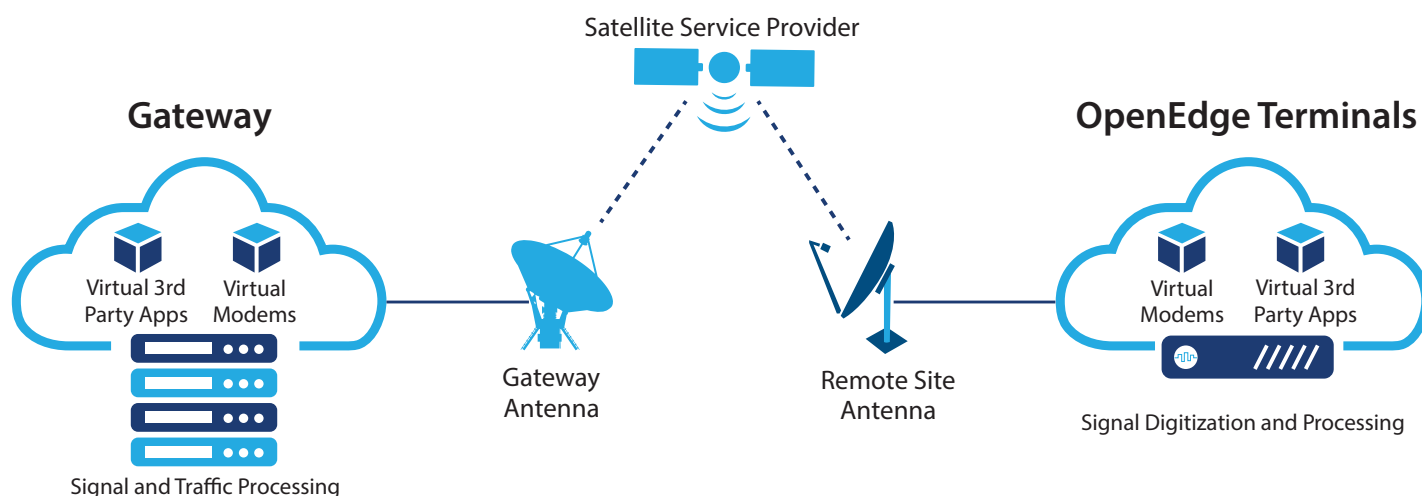 Satellite Service Provider
Gateway
OpenEdge Terminals
Virtual 3rd
Party Apps
Virtual
Modems
Virtual
Modems
Virtual 3rd
Party Apps
Gateway
Antenna
Remote Site
Antenna
Signal Digitization and Processing
Signal and Traffic Processing